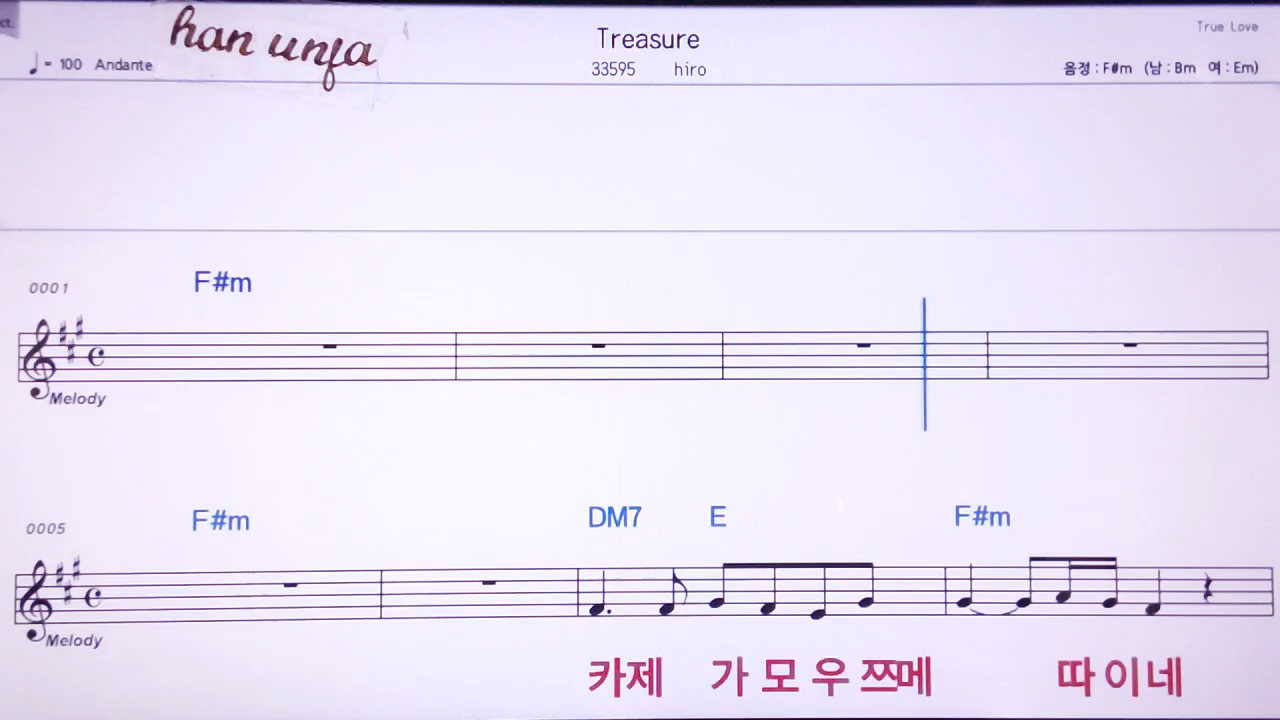 han unfa
Treasure
True Love
♩= 100 Andante
33595 hiro
음정 : F#m (남 : Bm 여 : Em)
0001
F#m
Melody
0005
F#m DM7 E F#m
Melody
카제 가 모 우 쯔메 따 이 네